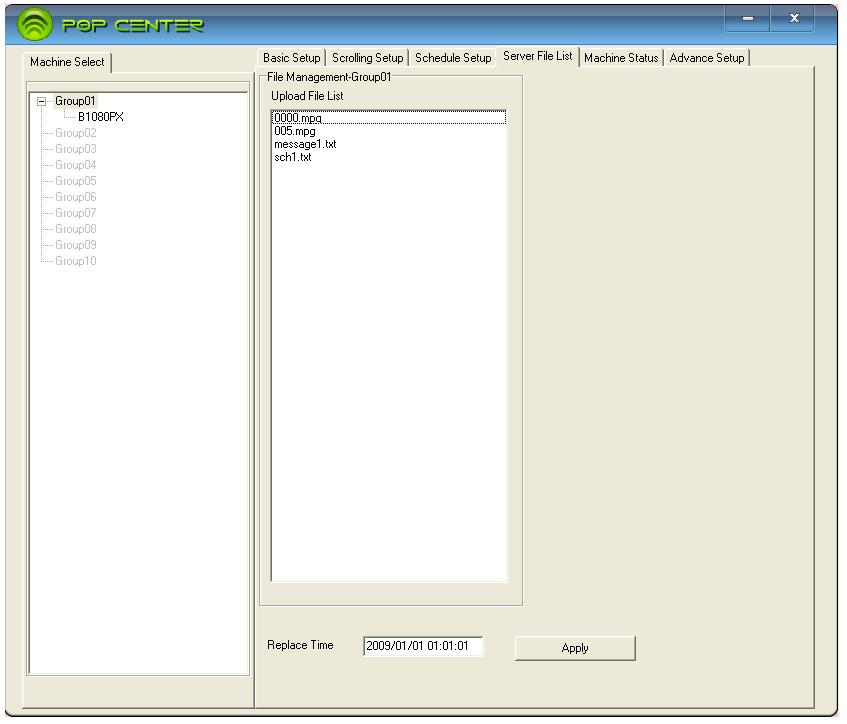 POP CENTER
Machine Select
Group01
B1080PX
Group02
Group03
Group04
Group05
Group06
Group07
Group08
Group09
Group10
Basic Setup Scrolling Setup Schedule Setup Server File List Machine Status Advance Setup
File Management-Group01
Upload File List
0000.mpg
005.mpg
message1.txt
sch1.txt
Replace Time 2009/01/01 01:01:01 Apply